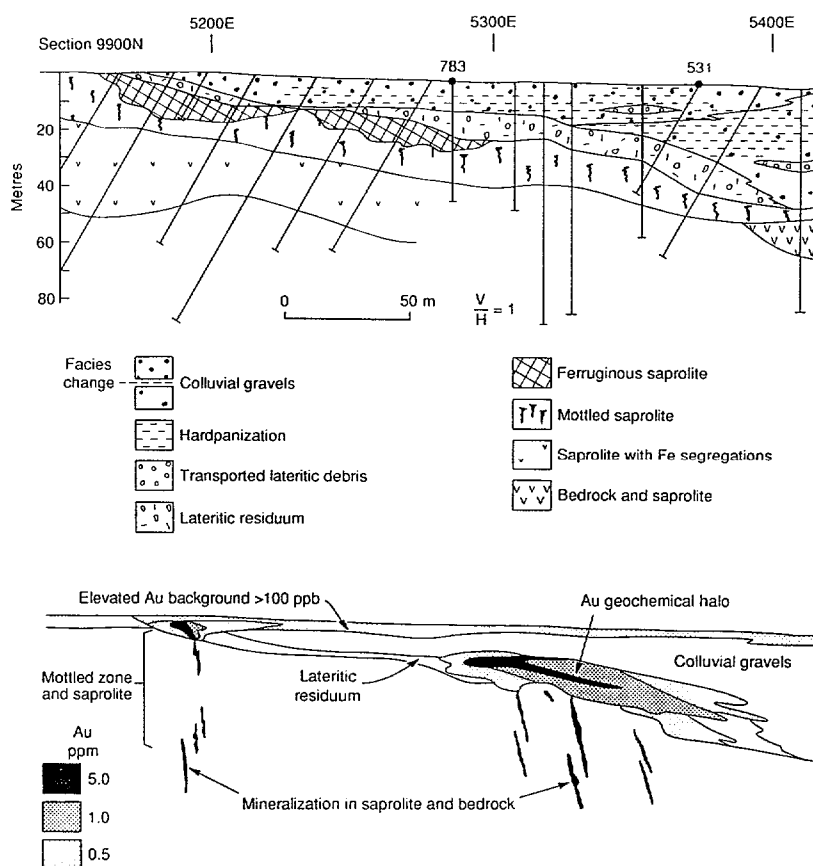 5200E
5300E
5400E
Section 9900N
783
531
Metres
20
40
60
80
0
50 m
V
H
= 1
Facies
change
Colluvial gravels
Hardpanization
Transported lateritic debris
Lateritic residuum
Ferruginous saprolite
Mottled saprolite
Saprolite with Fe segregations
Bedrock and saprolite
Elevated Au background >100 ppb
Au geochemical halo
Mottled zone
and saprolite
Lateritic
residuum
Colluvial gravels
Au
ppm
5.0
1.0
0.5
Mineralization in saprolite and bedrock